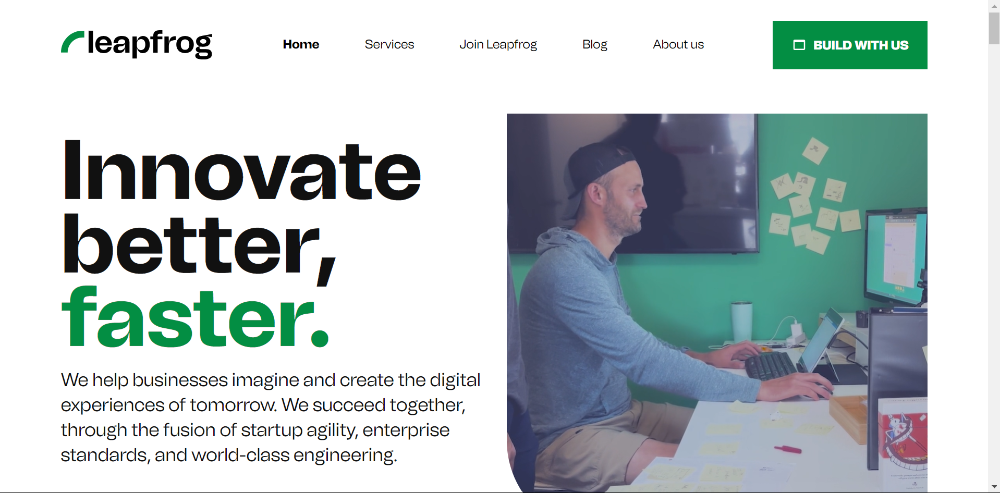 leapfrog
Home
Services
Join Leapfrog
Blog
About us
BUILD WITH US
Innovate
better,
faster.
We help businesses imagine and create the digital
experiences of tomorrow. We succeed together,
through the fusion of startup agility, enterprise
standards, and world-class engineering.